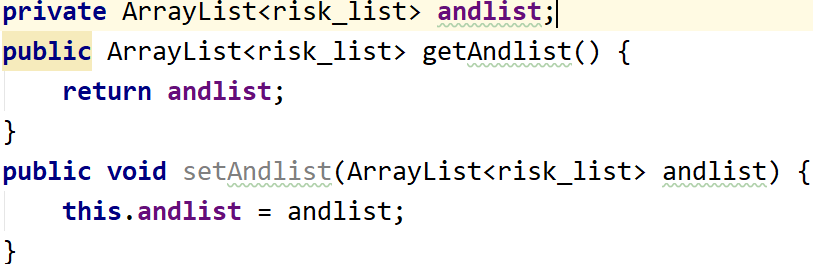 private ArrayList<risk_list> andlist;
public ArrayList<risk_list> getAndlist() {
return andlist;
}
public void setAndlist(ArrayList<risk_list> andlist) {
this.andlist = andlist;
}